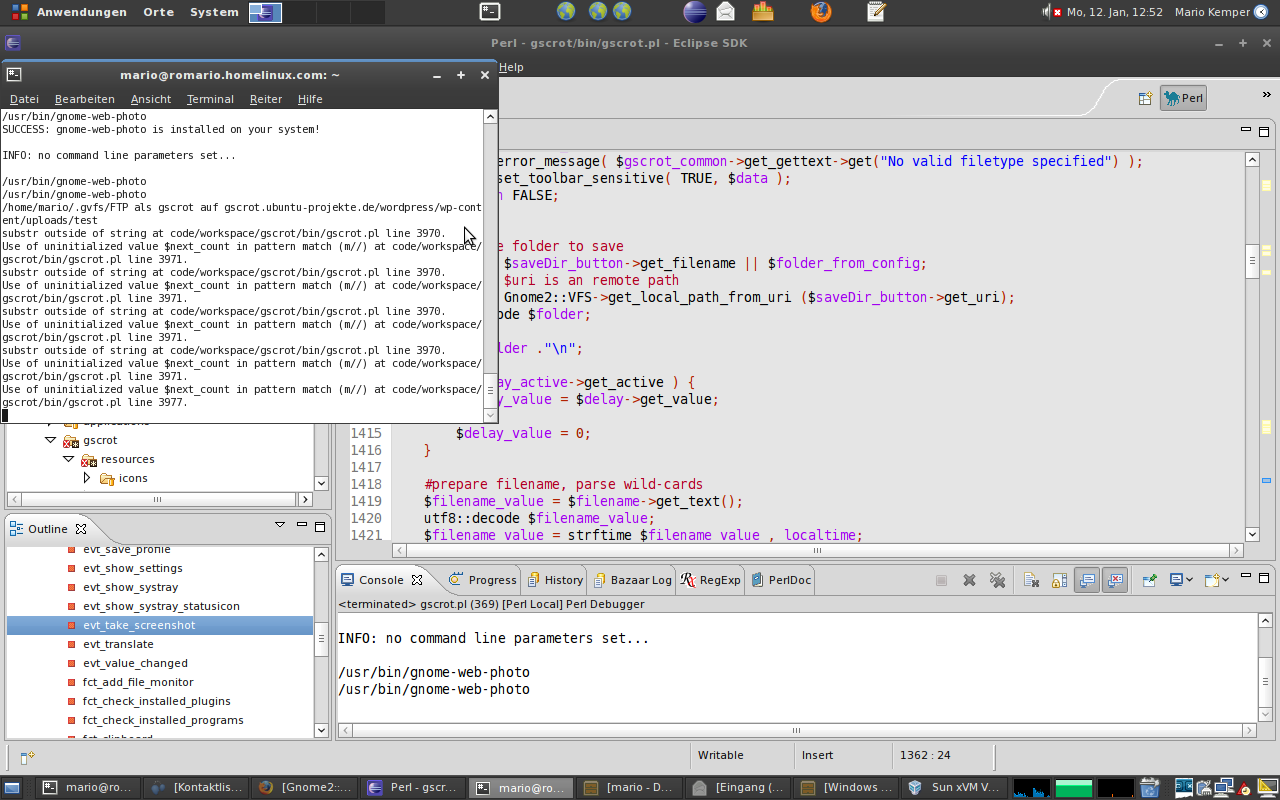 Anwendungen Orte System
Mo, 12. Jan, 12:52 Mario Kemper
Perl - gscrot/bin/gscrot.pl - Eclipse SDK
Help
Perl
»
mario@romario.homelinux.com: ~
Datei Bearbeiten Ansicht Terminal Reiter Hilfe
/usr/bin/gnome-web-photo
SUCCESS: gnome-web-photo is installed on your system!
INFO: no command line parameters set...
/usr/bin/gnome-web-photo
/usr/bin/gnome-web-photo
/home/mario/.gvfs/FTP als gscrot auf gscrot.ubuntu-projekte.de/wordpress/wp-cont
ent/uploads/test
substr outside of string at code/workspace/gscrot/bin/gscrot.pl line 3970.
Use of uninitialized value $next_count in pattern match (m//) at code/workspace/
gscrot/bin/gscrot.pl line 3971.
substr outside of string at code/workspace/gscrot/bin/gscrot.pl line 3970.
Use of uninitialized value $next_count in pattern match (m//) at code/workspace/
gscrot/bin/gscrot.pl line 3971.
substr outside of string at code/workspace/gscrot/bin/gscrot.pl line 3970.
Use of uninitialized value $next_count in pattern match (m//) at code/workspace/
gscrot/bin/gscrot.pl line 3971.
substr outside of string at code/workspace/gscrot/bin/gscrot.pl line 3970.
Use of uninitialized value $next_count in pattern match (m//) at code/workspace/
gscrot/bin/gscrot.pl line 3971.
Use of uninitialized value $next_count in pattern match (m//) at code/workspace/
gscrot/bin/gscrot.pl line 3977.
error_message( $gscrot_common->get_gettext->get("No valid filetype specified") );
set_toolbar_sensitive( TRUE, $data );
FALSE;
e folder to save
$saveDir_button->get_filename || $folder_from_config;
$uri is an remote path
Gnome2::VFS->get_local_path_from_uri ($saveDir_button->get_uri);
ode $folder;
lder ."\n";
ay_active->get_active ) {
y_value = $delay->get_value;
1415 $delay_value = 0;
1416 }
1417
1418 #prepare filename, parse wild-cards
1419 $filename_value = $filename->get_text();
1420 utf8::decode $filename_value;
1421 $filename_value = strftime $filename_value , localtime;
applications
gscrot
resources
icons
Outline
evt_save_profile
evt_show_settings
evt_show_systray
evt_show_systray_statusicon
evt_take_screenshot
evt_translate
evt_value_changed
fct_add_file_monitor
fct_check_installed_plugins
fct_check_installed_programs
fct_clipboard
Console Progress History Bazaar Log RegExp PerlDoc
<terminated> gscrot.pl (369) [Perl Local] Perl Debugger
INFO: no command line parameters set...
/usr/bin/gnome-web-photo
/usr/bin/gnome-web-photo
Writable Insert 1362 : 24
mario@ro... [Kontaktlis... [Gnome2::... Perl - gscr... mario@ro... [mario - D... [Eingang (... [Windows ... Sun xVM V...